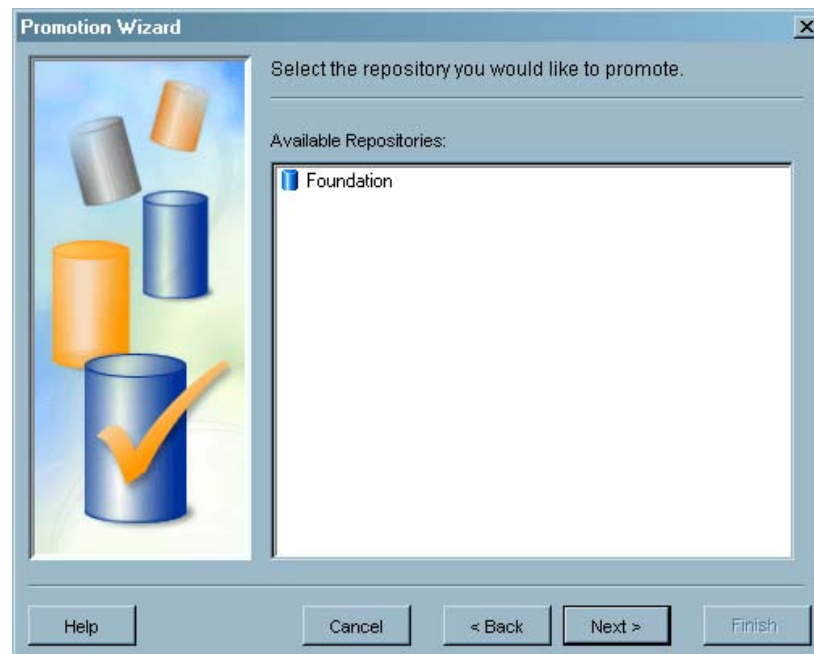 Promotion Wizard
Select the repository you would like to promote.
Available Repositories:
Foundation
Help
Cancel
< Back
Next >
Finish